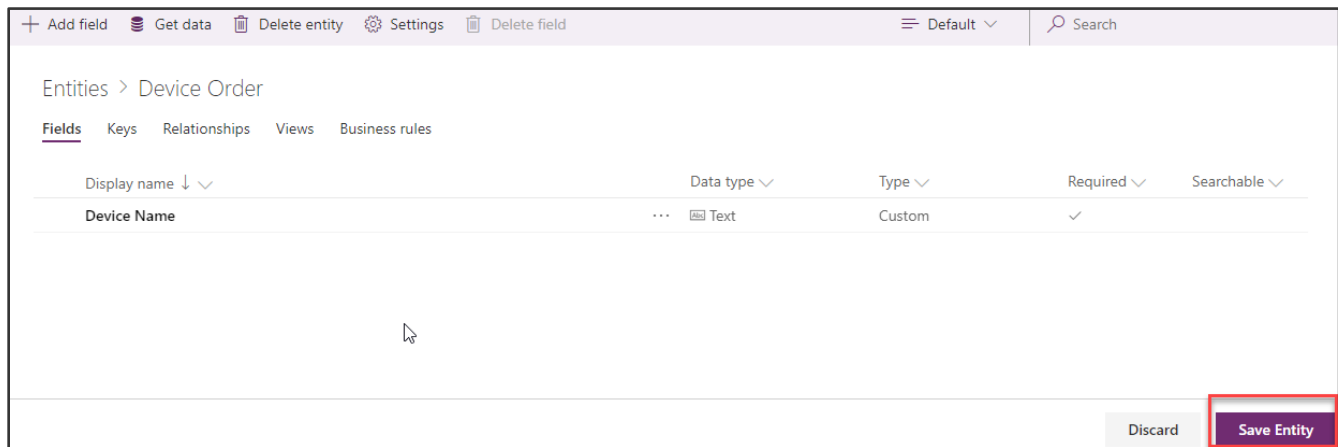 Add field Get data Delete entity Settings Delete field Default Search
Entities > Device Order
Fields Keys Relationships Views Business rules
Display name Data type Type Required Searchable
Device Name ... Abc Text Custom
Discard Save Entity